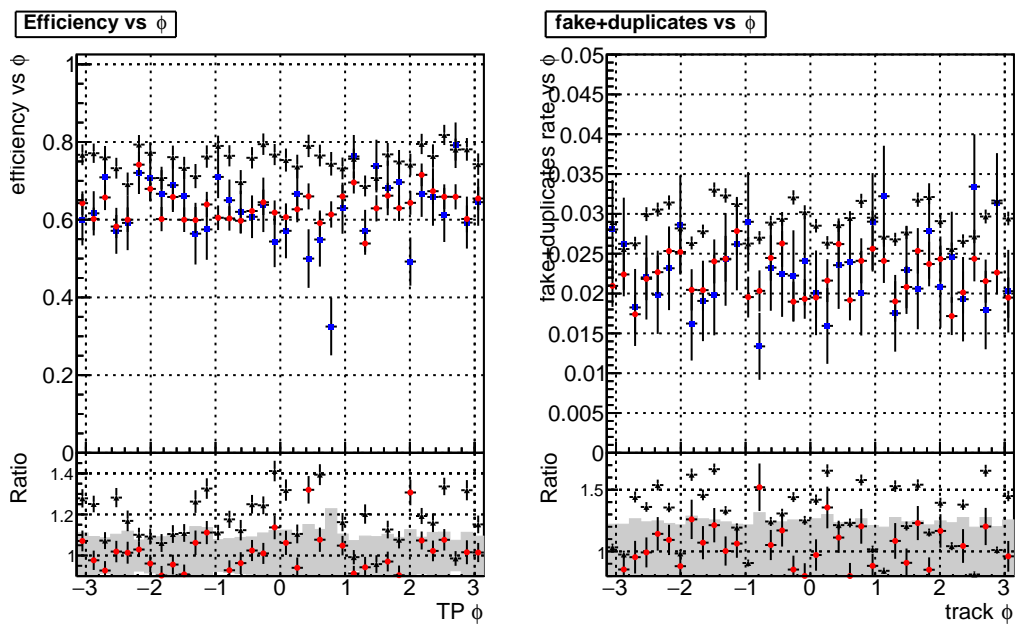 Efficiency vs ϕ
efficiency vs ϕ
1
0.8
0.6
0.4
0.2
0
Ratio
1.4
1.2
1
−3 −2 −1 0 1 2 3
TP ϕ
fake+duplicates vs ϕ
fake+duplicates rate vs ϕ
0.05
0.045
0.04
0.035
0.03
0.025
0.02
0.015
0.01
0.005
0
Ratio
1.5
1
−3 −2 −1 0 1 2 3
track ϕ